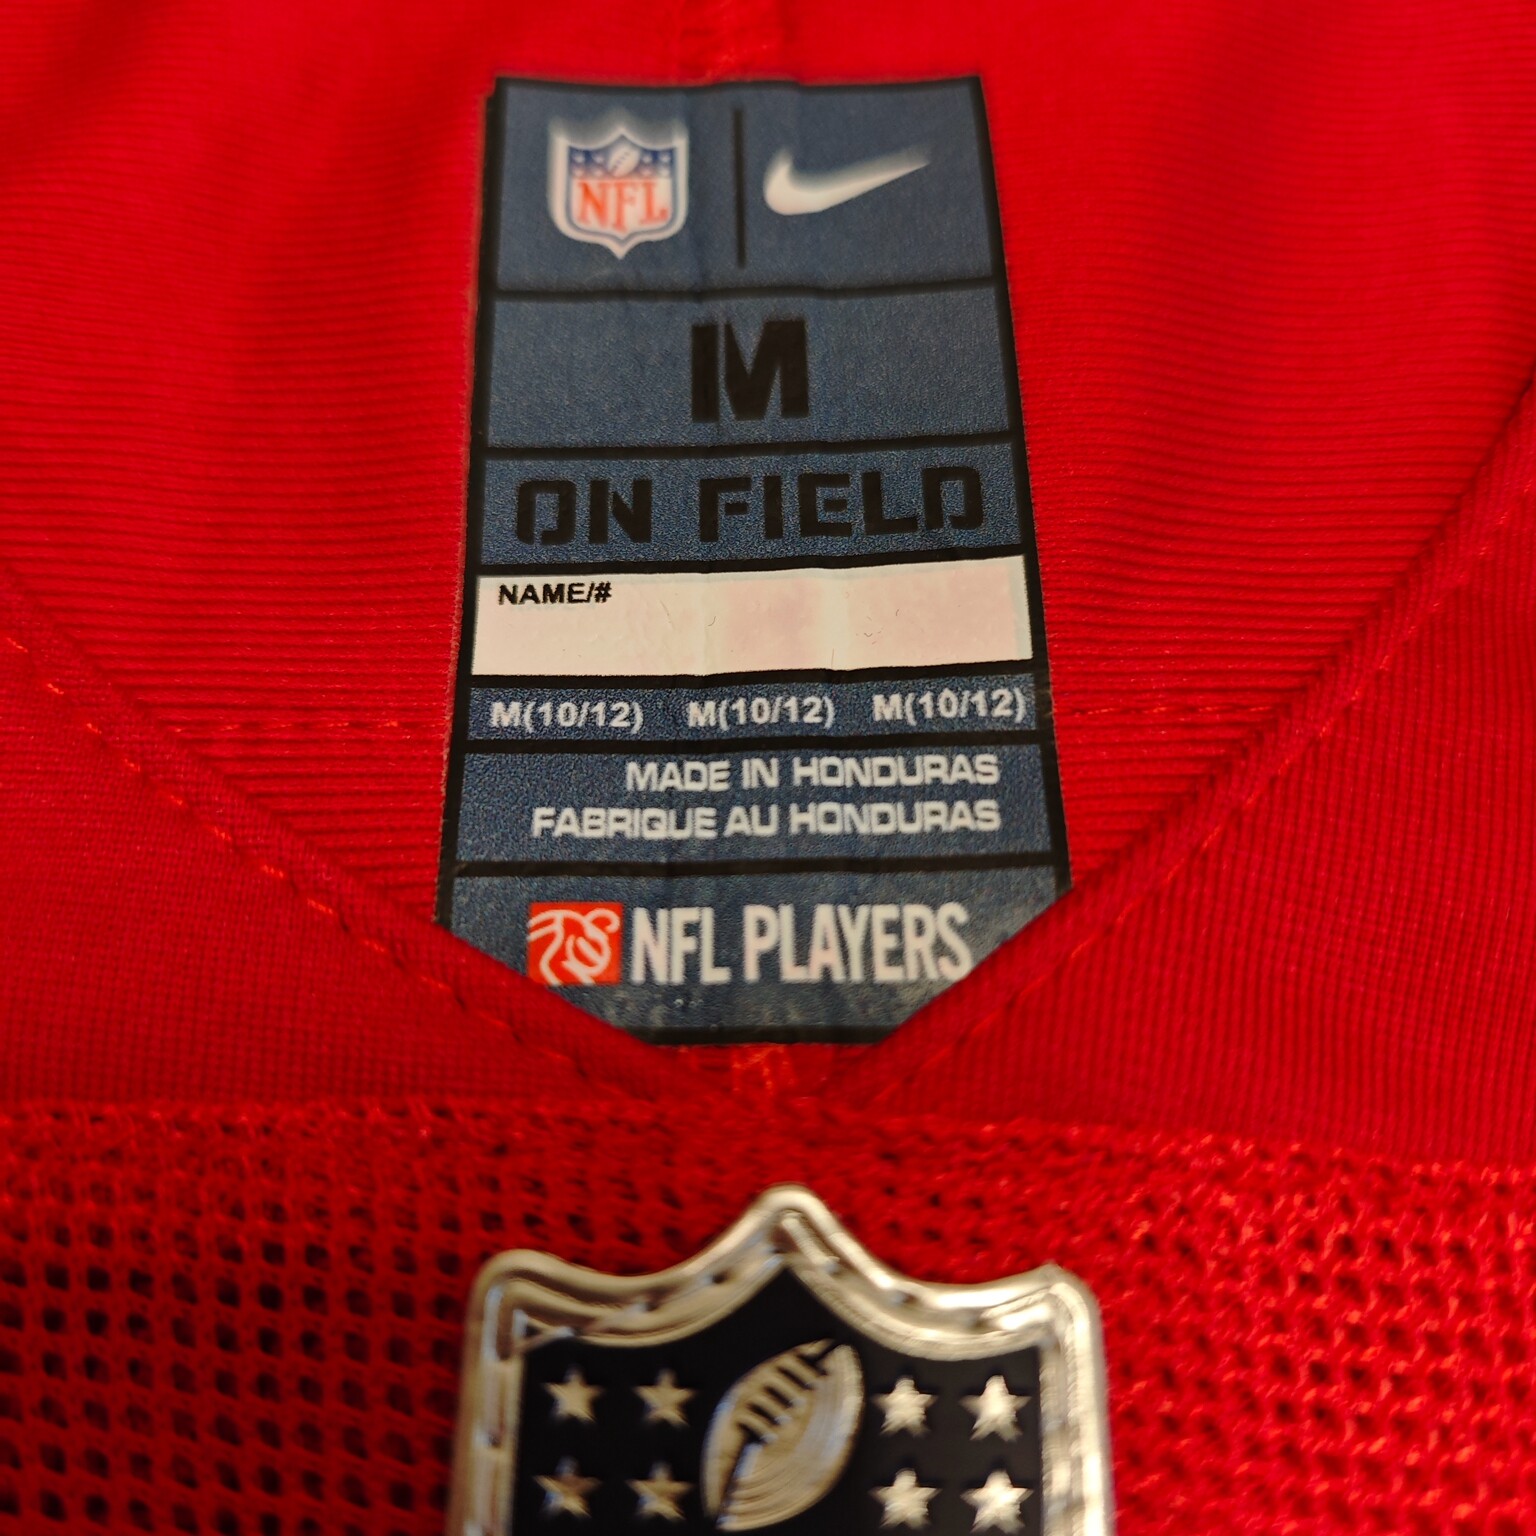 NFL
M
ON FIELD
NAME/#
M(10/12) M(10/12) M(10/12)
MADE IN HONDURAS
FABRIQUE AU HONDURAS
NFL PLAYERS